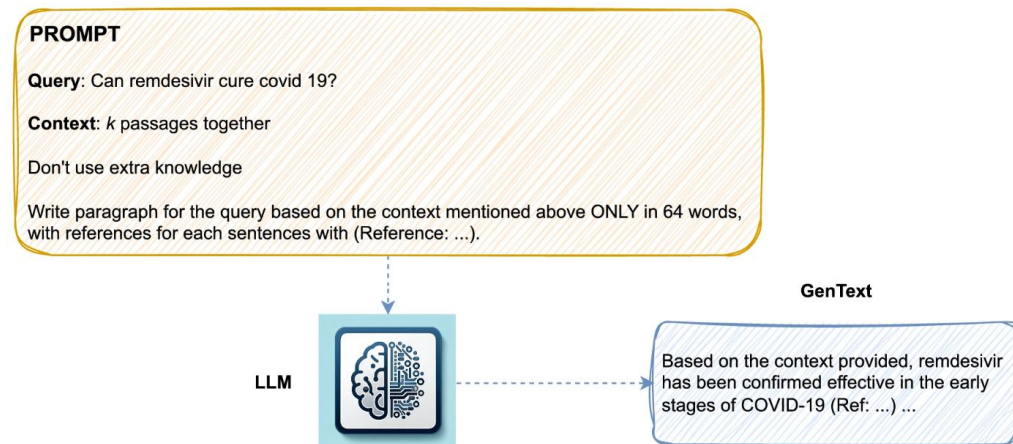 PROMPT
Query: Can remdesivir cure covid 19?
Context: k passages together
Don't use extra knowledge
Write paragraph for the query based on the context mentioned above ONLY in 64 words,
with references for each sentences with (Reference: ...).
GenText
LLM
Based on the context provided, remdesivir
has been confirmed effective in the early
stages of COVID-19 (Ref: ...) ...